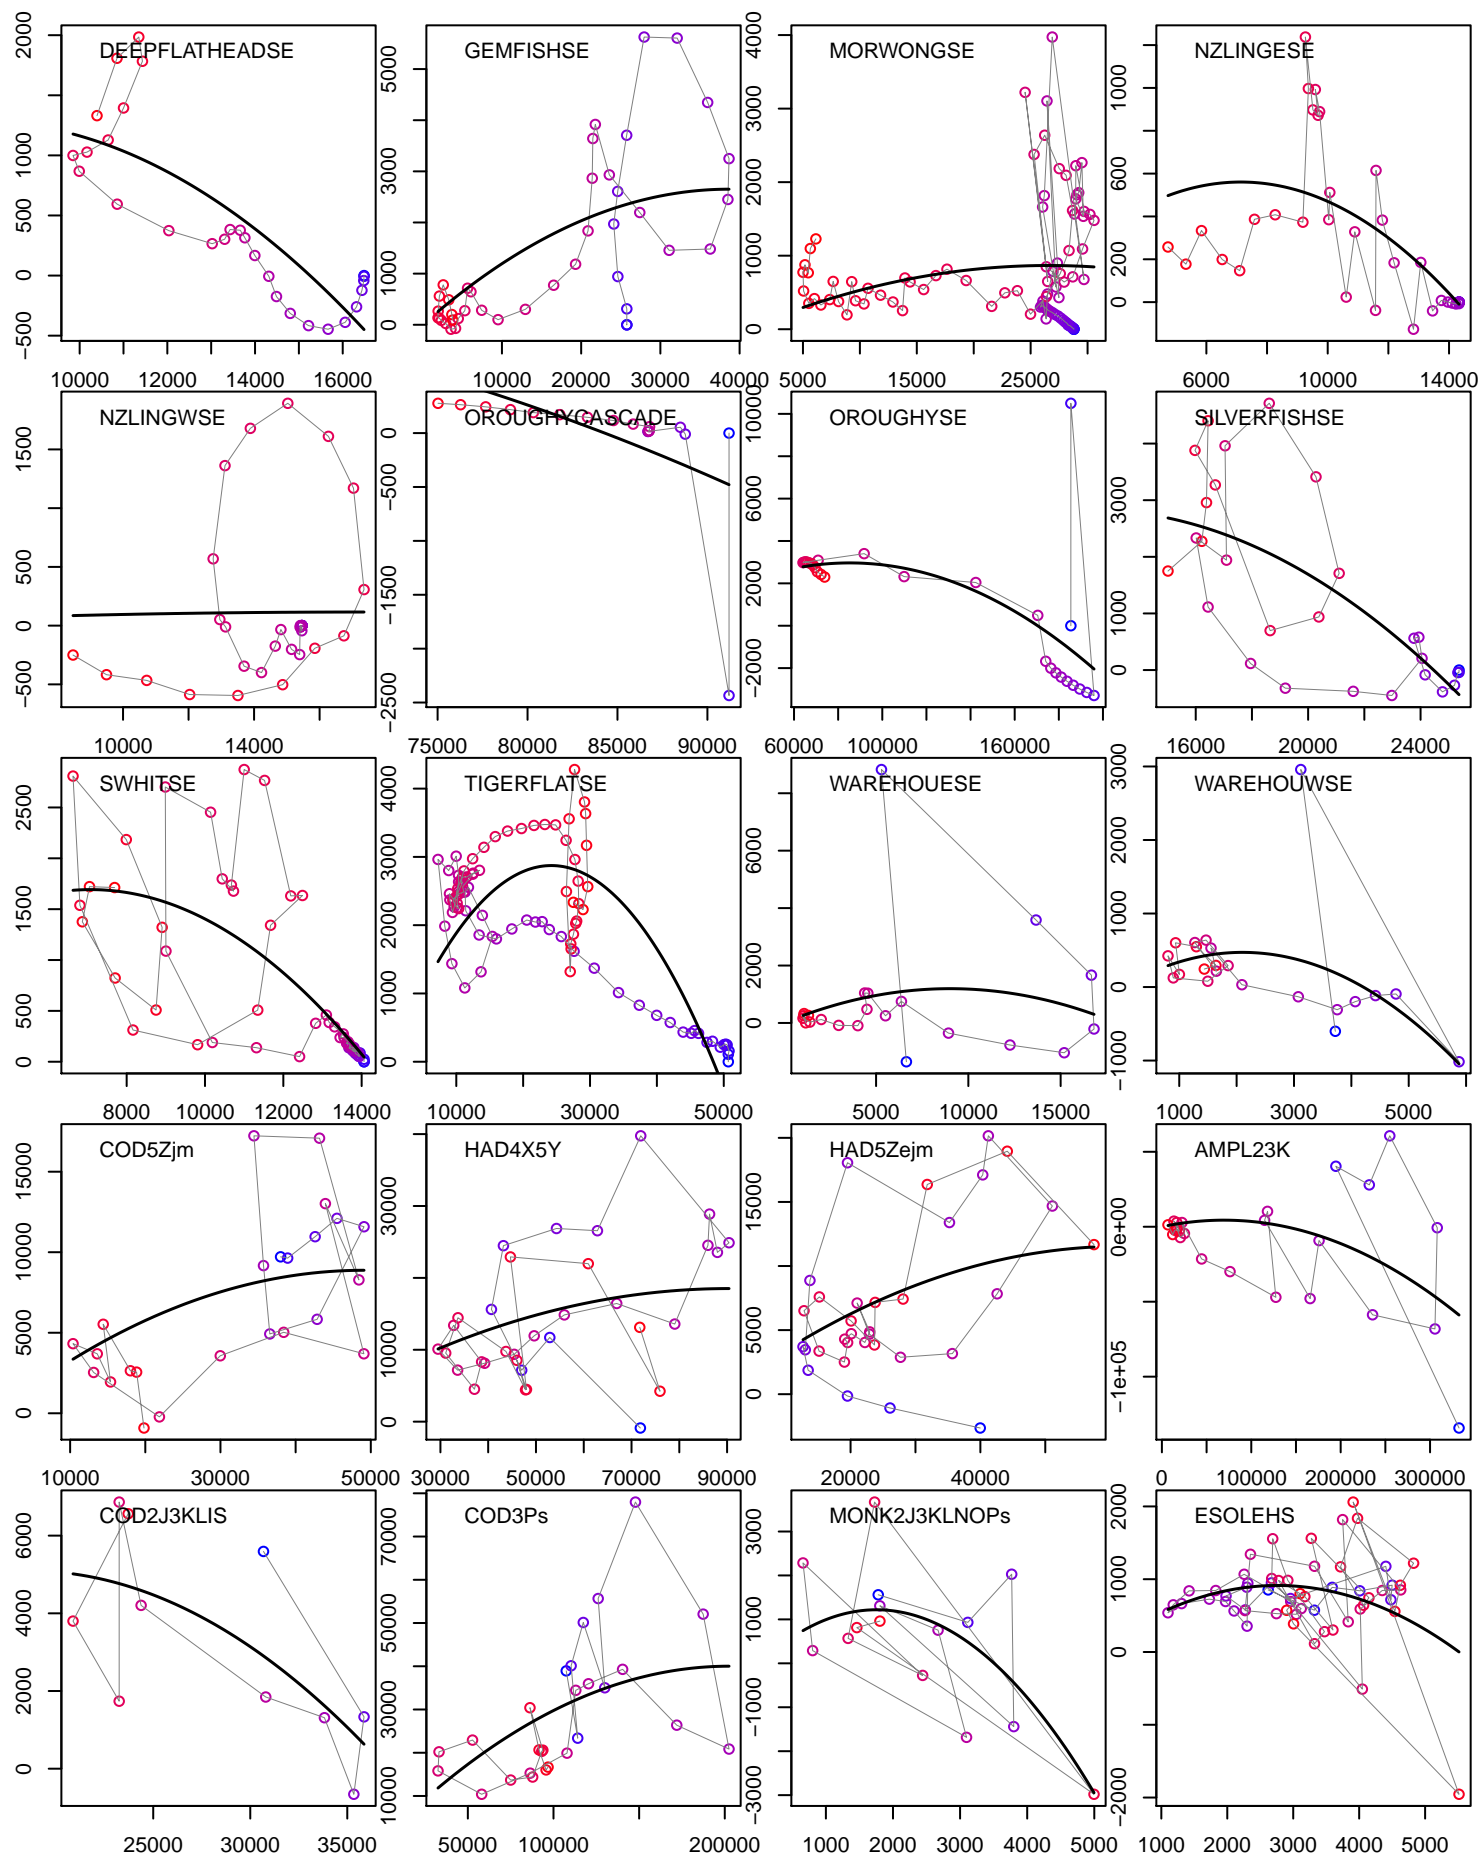 DEEPFLATHEADSE
2000
1000
500
0
−500
10000 12000 14000 16000
GEMFISHSE
5000
3000
1000
0
10000 20000 30000 40000
MORWONGSE
4000
3000
2000
1000
0
5000 15000 25000
NZLINGESE
1000
600
200
0
6000 10000 14000
NZLINGWSE
1500
500
0
−500
10000 14000
OROUGHYCASCADE
0
−500
−1500
−2500
75000 80000 85000 90000
OROUGHYSE
10000
6000
2000
−2000
60000 100000 160000
SILVERFISHSE
3000
1000
0
16000 20000 24000
SWHITSE
2500
1500
500
0
8000 10000 12000 14000
TIGERFLATSE
4000
3000
2000
1000
0
10000 30000 50000
WAREHOUESE
6000
2000
0
5000 10000 15000
WAREHOUWSE
3000
2000
1000
0
−1000
1000 3000 5000
COD5Zjm
15000
10000
5000
0
10000 30000 50000
HAD4X5Y
30000
10000
0
30000 50000 70000 90000
HAD5Zejm
15000
5000
0
20000 40000
AMPL23K
0e+00
−1e+05
0 100000 200000 300000
COD2J3KLIS
6000
4000
2000
0
25000 30000 35000
COD3Ps
70000
50000
30000
10000
50000 100000 200000
MONK2J3KLNOPs
3000
1000
−1000
−3000
1000 2000 3000 4000 5000
ESOLEHS
2000
1000
0
−2000
1000 2000 3000 4000 5000